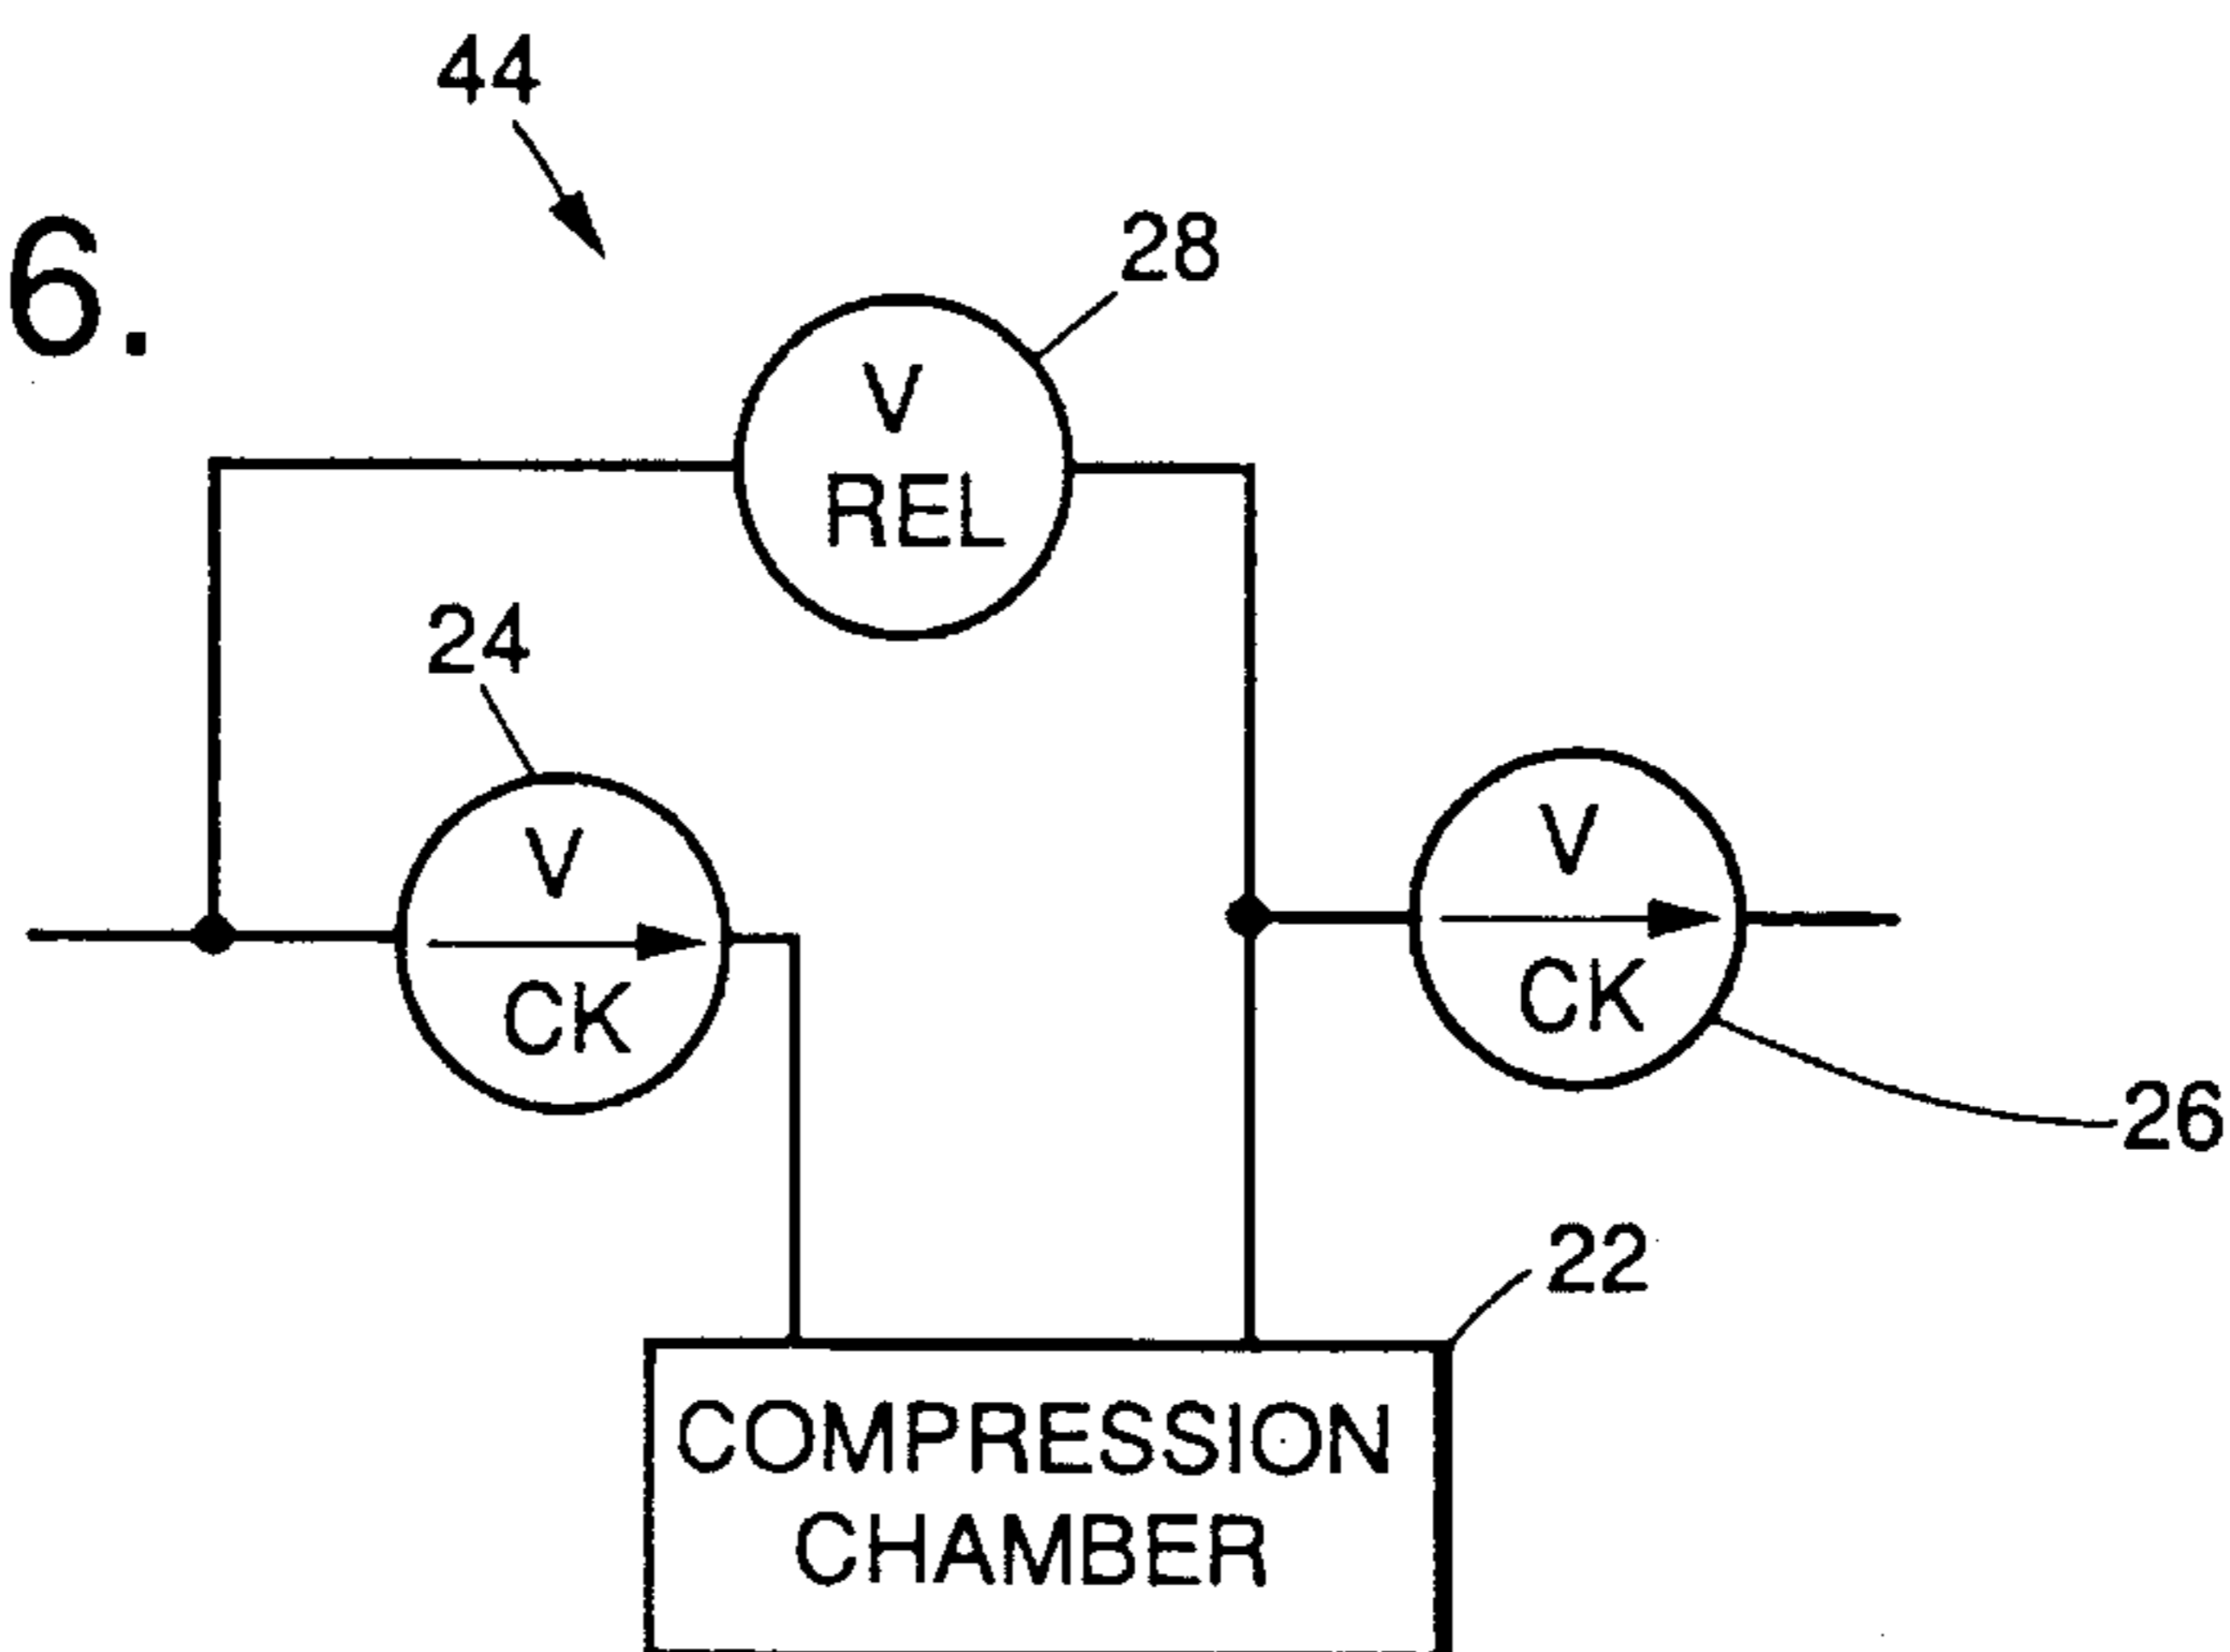 44
6.
28
V
REL
24
V
CK
V
CK
26
22
COMPRESSION
CHAMBER